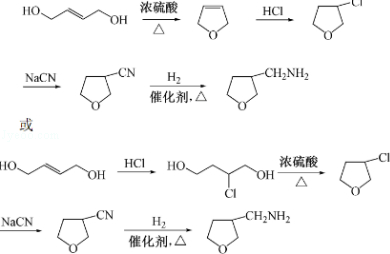 HO OH 浓硫酸 △ O HCl O Cl
NaCN O CN H2 催化剂,△ O CH2NH2
或
HO OH HCl HO OH Cl 浓硫酸 △ O Cl
NaCN O CN H2 催化剂,△ O CH2NH2